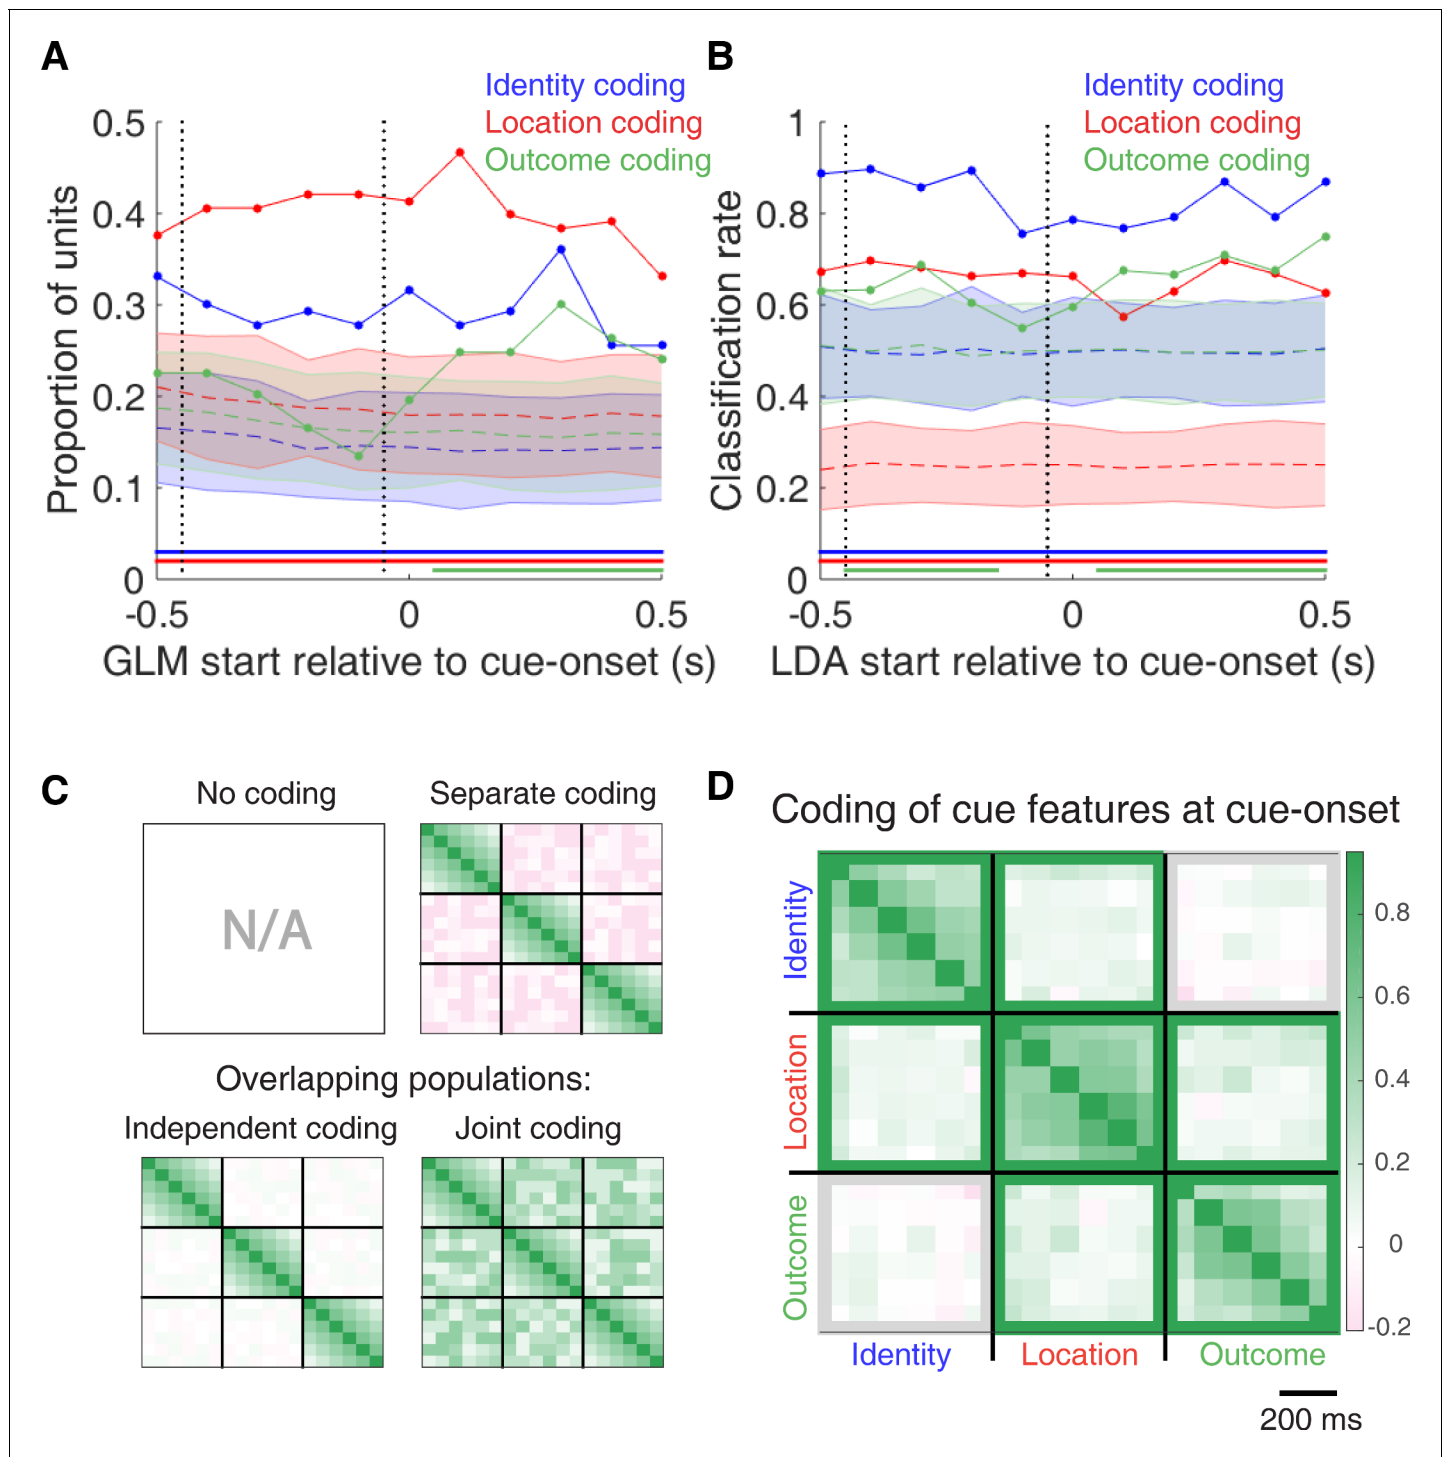 A
Identity coding
Location coding
Outcome coding
Proportion of units
0.5
0.4
0.3
0.2
0.1
0
-0.5 0 0.5
GLM start relative to cue-onset (s)
B
Identity coding
Location coding
Outcome coding
Classification rate
1
0.8
0.6
0.4
0.2
0
-0.5 0 0.5
LDA start relative to cue-onset (s)
C
No coding
Separate coding
N/A
Overlapping populations:
Independent coding
Joint coding
D
Coding of cue features at cue-onset
Identity
Location
Outcome
0.8
0.6
0.4
0.2
0
-0.2
Identity Location Outcome
200 ms